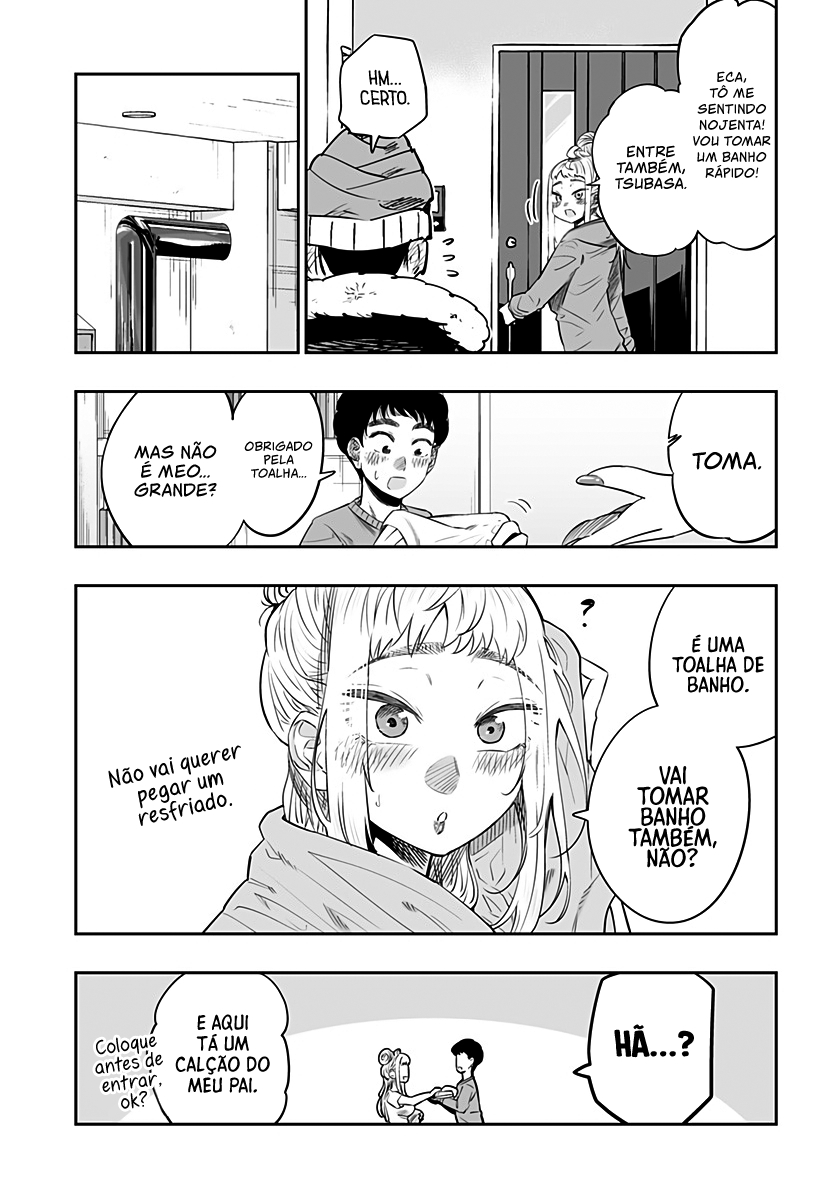 ECA,
TÔ ME
SENTINDO
NOJENTA!
VOU TOMAR
UM BANHO
RÁPIDO!
ENTRE
TAMBÉM,
TSUBASA.
HM...
CERTO.
TOMA.
OBRIGADO
PELA
TOALHA...
MAS NÃO
É MEO...
GRANDE?
?
É UMA
TOALHA DE
BANHO.
VAI
TOMAR
BANHO
TAMBÉM,
NÃO?
Não vai querer
pegar um
resfriado.
HÃ...?
E AQUI
TÁ UM
CALÇÃO DO
MEU PAI.
Coloque
antes de
entrar,
ok?